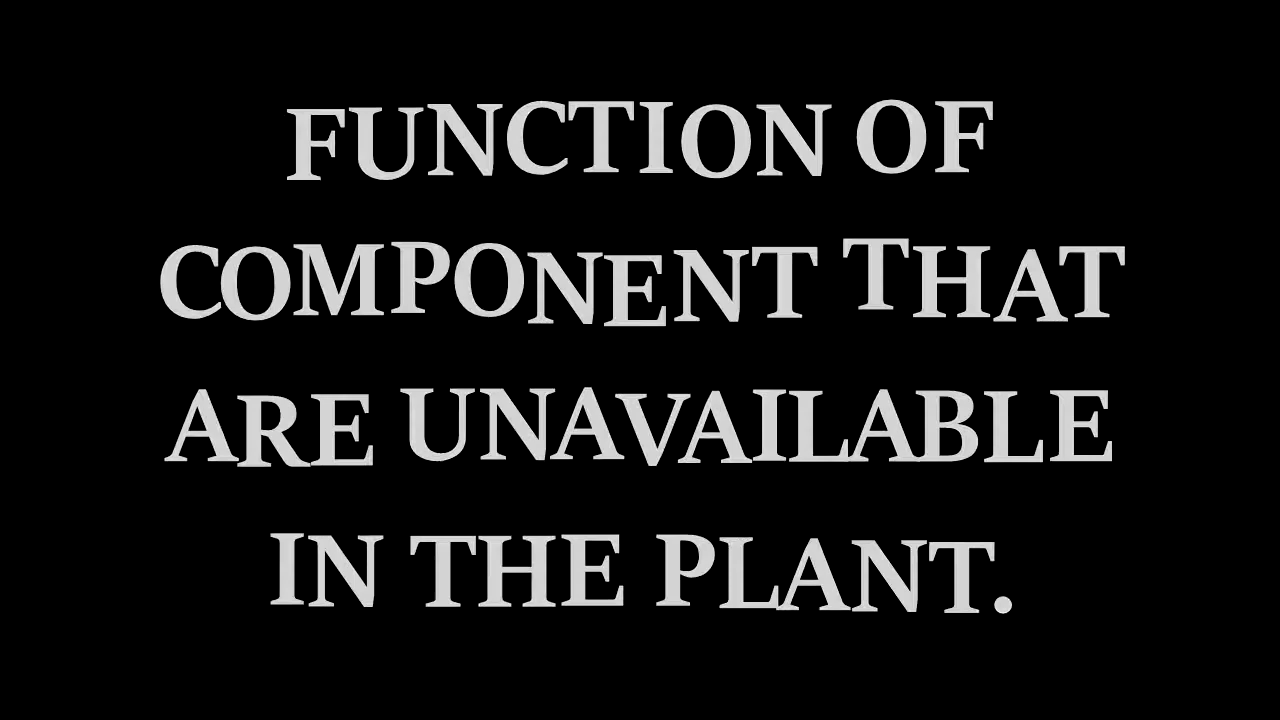 FUNCTION OF
COMPONENT THAT
ARE UNAVAILABLE
IN THE PLANT.